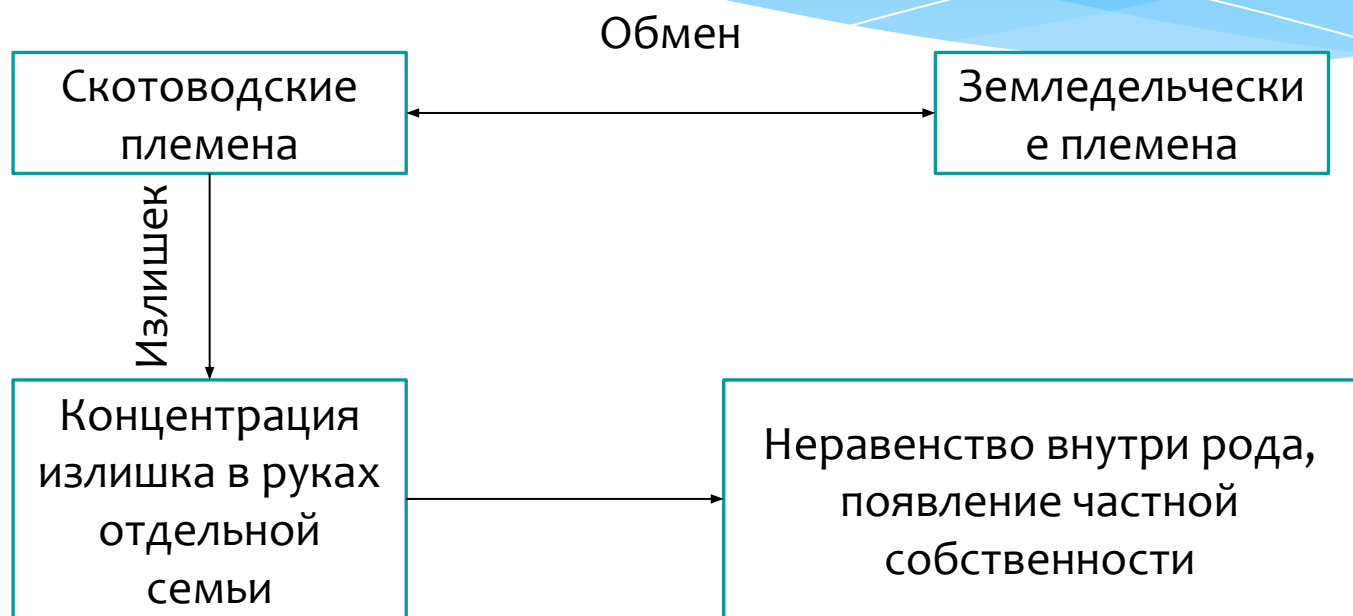 Обмен
Скотоводские
племена
Земледельчески
е племена
Излишек
Концентрация
излишка в руках
отдельной
семьи
Неравенство внутри рода,
появление частной
собственности